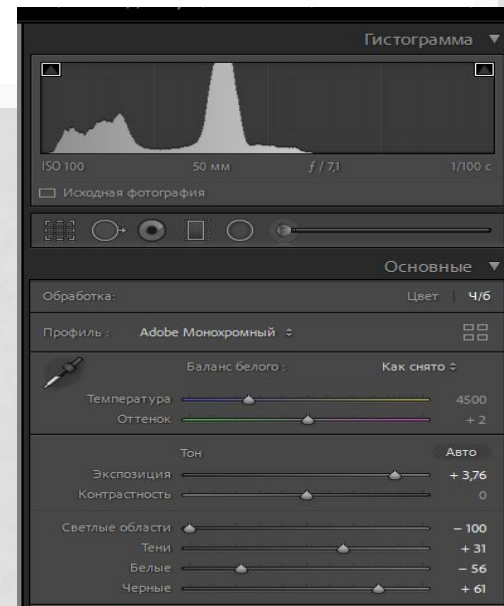 Гистограмма ▼
ISO 100 50 мм ƒ / 7,1 1/100 с
Исходная фотография
Основные ▼
Обработка: Цвет Ч/б
Профиль : Adobe Монохромный
Баланс белого : Как снято
Температура 4500
Оттенок + 2
Тон Авто
Экспозиция + 3,76
Контрастность 0
Светлые области − 100
Тени + 31
Белые − 56
Черные + 61